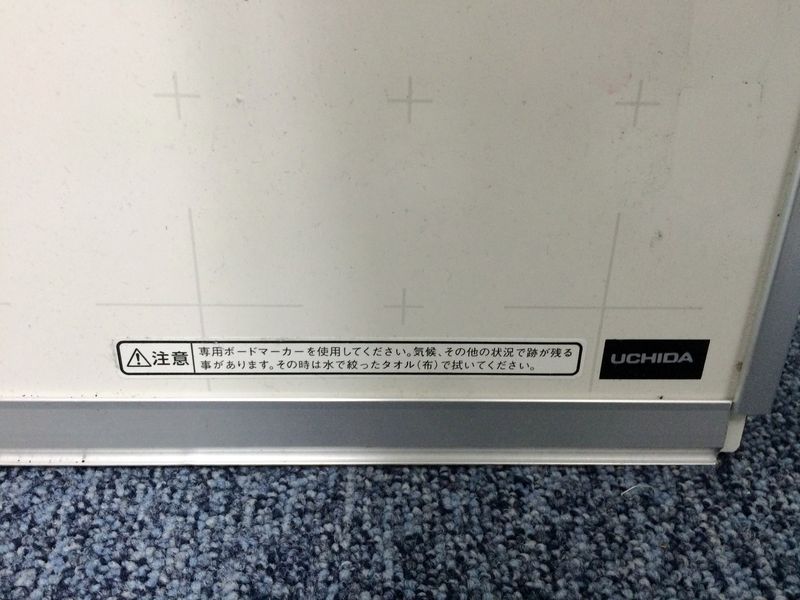 注意
専用ボードマーカーを使用してください。気候、その他の状況で跡が残る
事があります。その時は水で絞ったタオル(布)で拭いてください。
UCHIDA